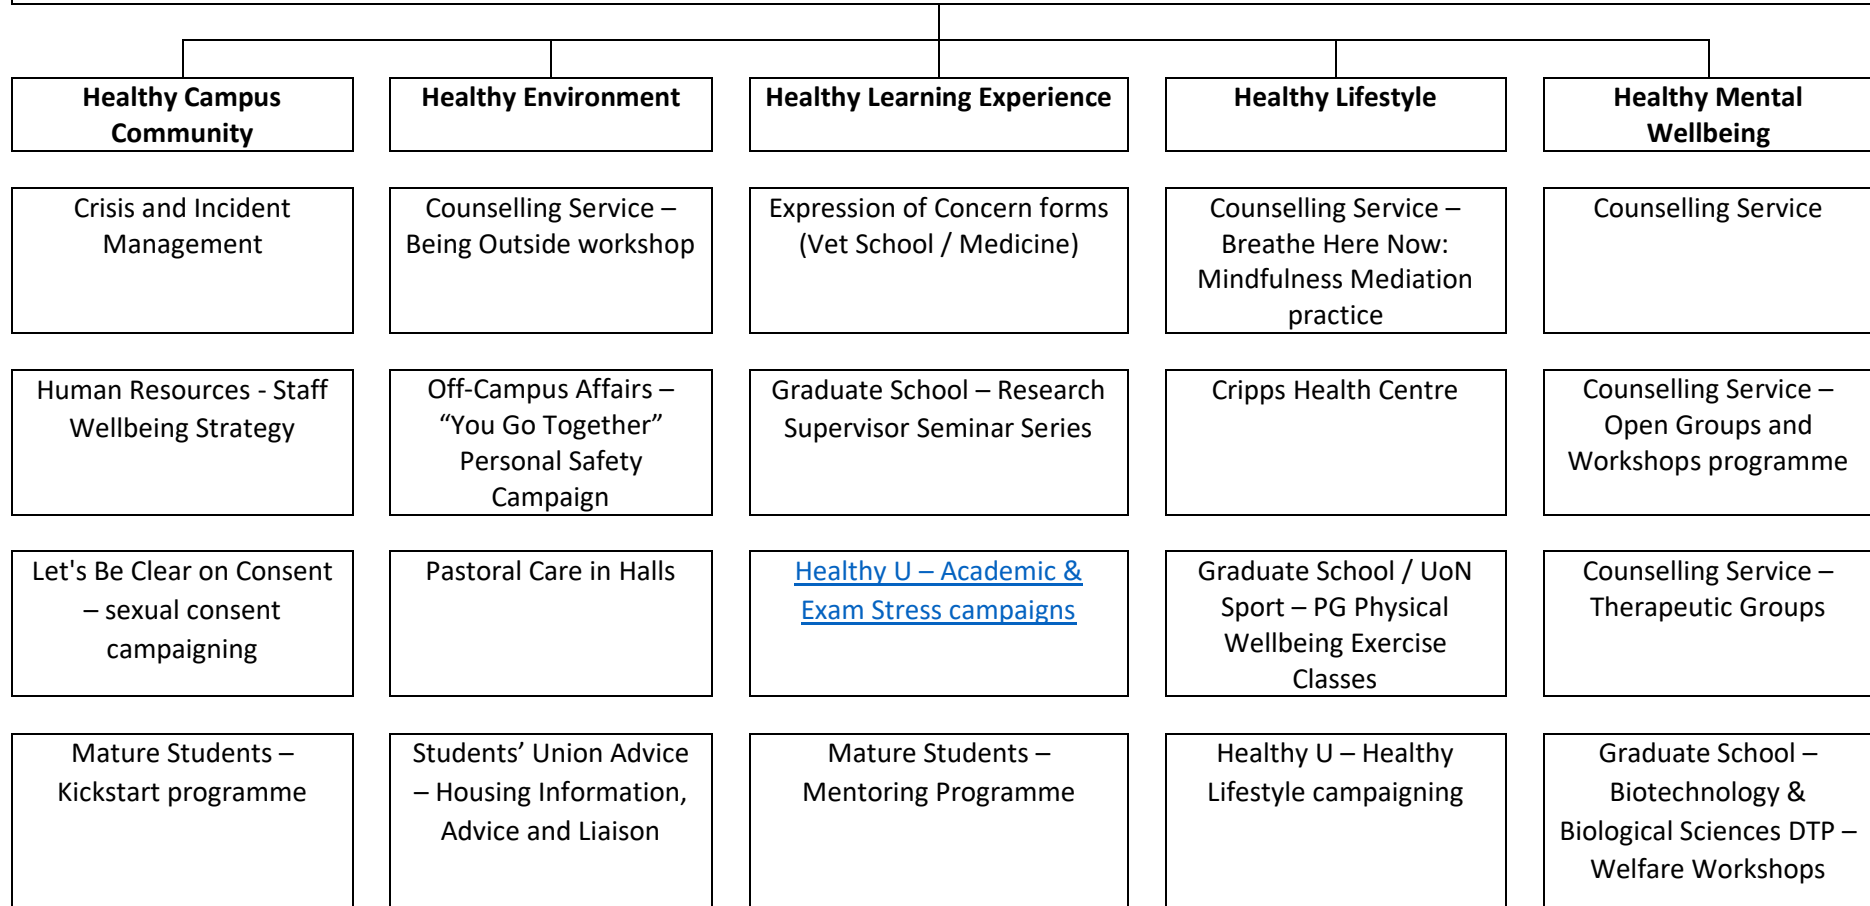 Healthy Campus
Community
Healthy Environment
Healthy Learning Experience
Healthy Lifestyle
Healthy Mental
Wellbeing
Crisis and Incident
Management
Counselling Service –
Being Outside workshop
Expression of Concern forms
(Vet School / Medicine)
Counselling Service –
Breathe Here Now:
Mindfulness Mediation
practice
Counselling Service
Human Resources - Staff
Wellbeing Strategy
Off-Campus Affairs –
“You Go Together”
Personal Safety
Campaign
Graduate School – Research
Supervisor Seminar Series
Cripps Health Centre
Counselling Service –
Open Groups and
Workshops programme
Let's Be Clear on Consent
– sexual consent
campaigning
Pastoral Care in Halls
Healthy U – Academic &
Exam Stress campaigns
Graduate School / UoN
Sport – PG Physical
Wellbeing Exercise
Classes
Counselling Service –
Therapeutic Groups
Mature Students –
Kickstart programme
Students’ Union Advice
– Housing Information,
Advice and Liaison
Mature Students –
Mentoring Programme
Healthy U – Healthy
Lifestyle campaigning
Graduate School –
Biotechnology &
Biological Sciences DTP –
Welfare Workshops